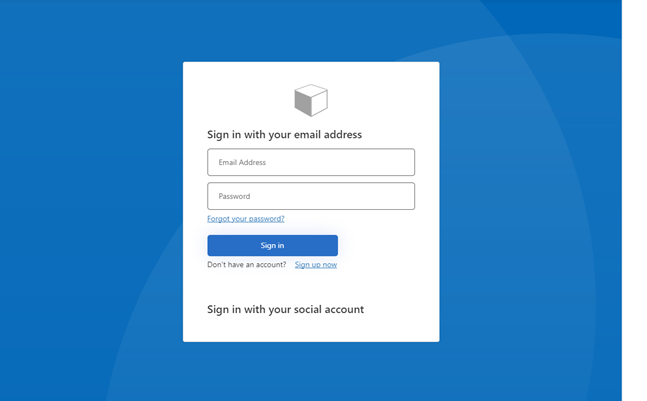 Sign in with your email address
Email Address
Password
Forgot your password?
Sign in
Don't have an account? Sign up now
Sign in with your social account